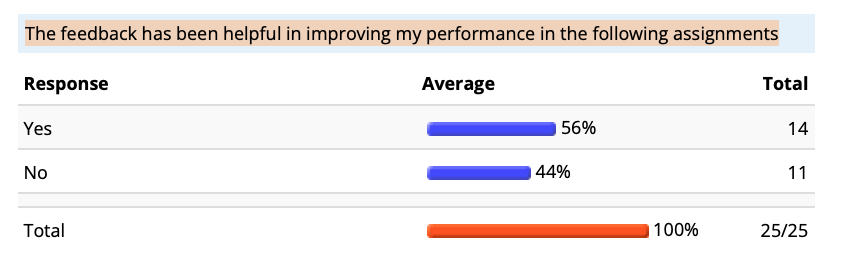 The feedback has been helpful in improving my performance in the following assignments
Response Average Total
Yes 56% 14
No 44% 11
Total 100% 25/25